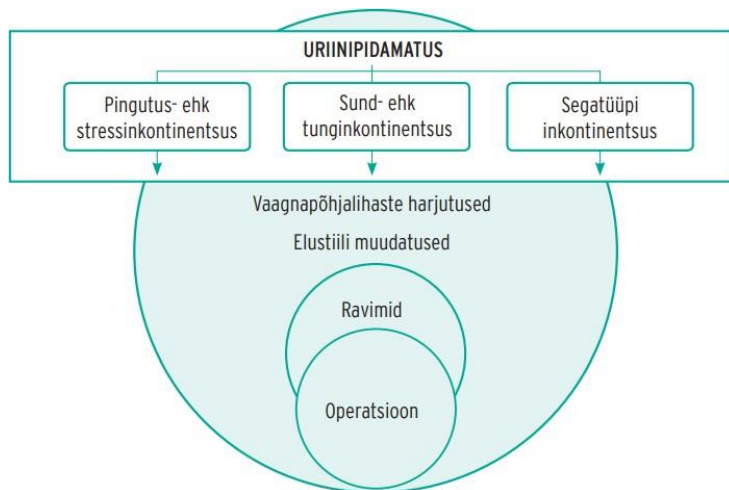 URIINIPIDAMATUS
Pingutus- ehk
stressinkontinentsus
Sund- ehk
tunginkontinentsus
Segatüüpi
inkontinentsus
Vaagnapõhjalihaste harjutused
Elustiili muudatused
Ravimid
Operatsioon